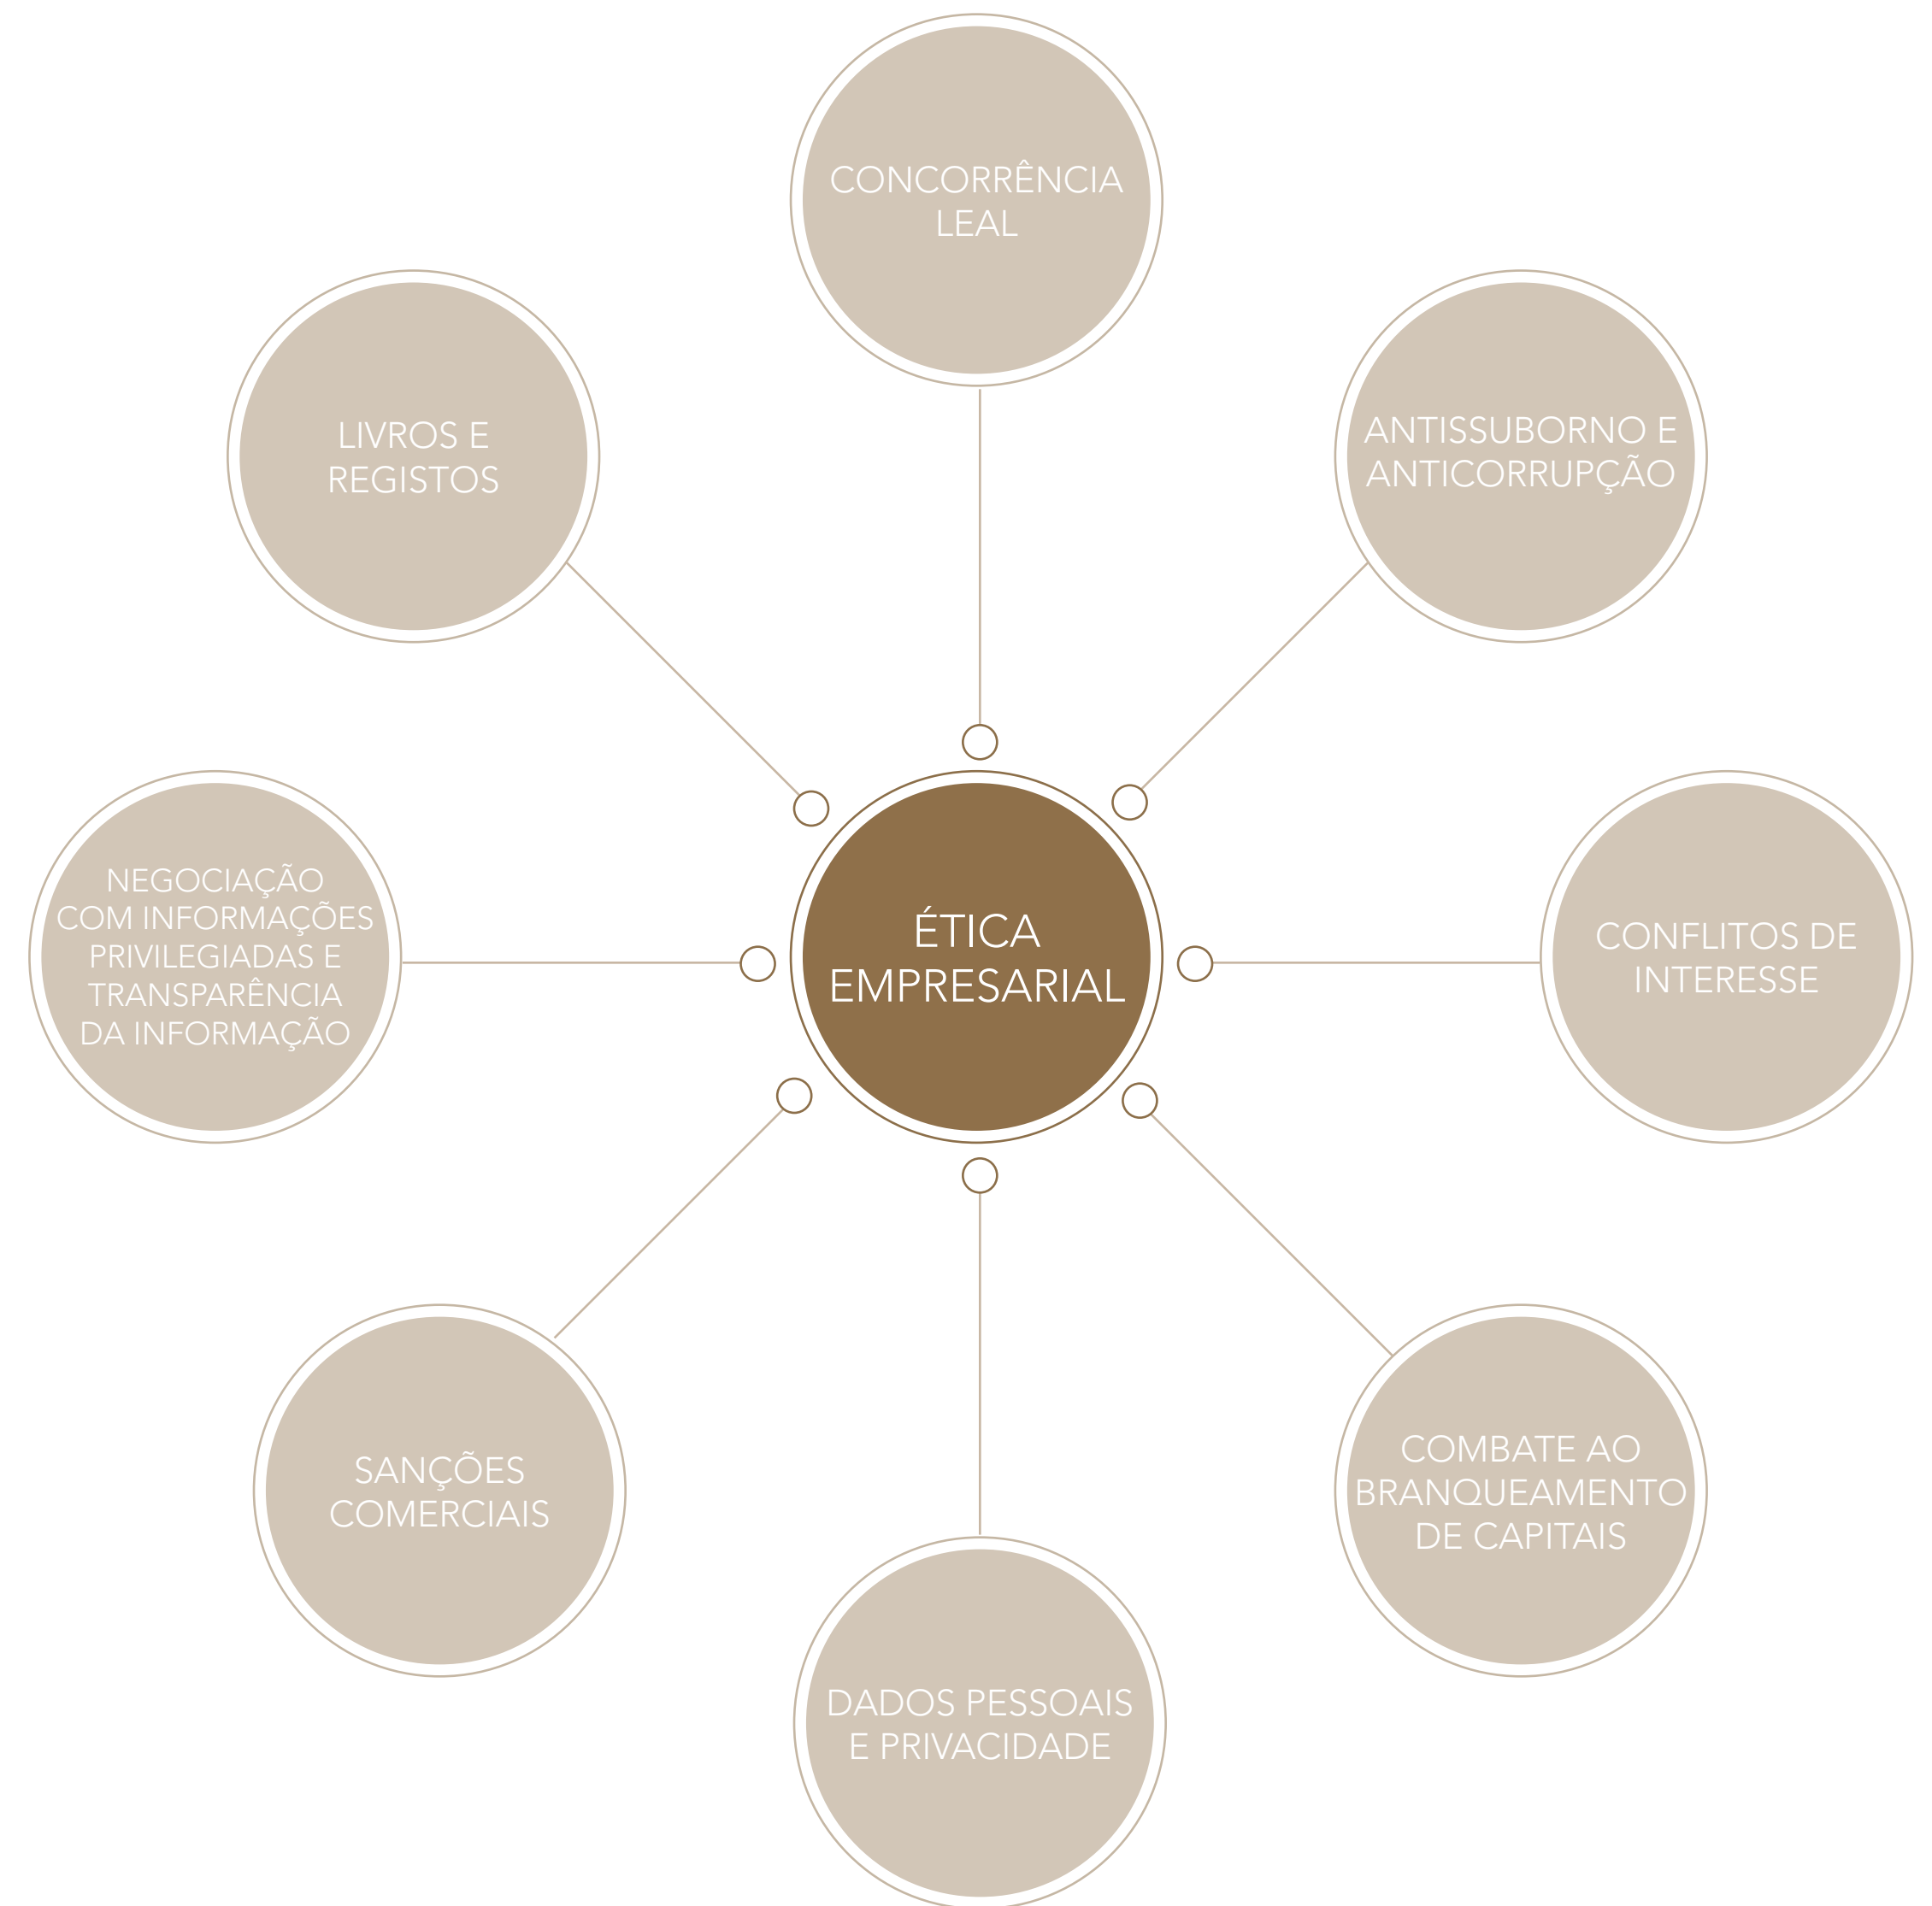 CONCORRÊNCIA
LEAL
LIVROS E
REGISTOS
ANTISSUBORNO E
ANTICORRUPÇÃO
NEGOCIAÇÃO
COM INFORMAÇÕES
PRIVILEGIADAS E
TRANSPARÊNCIA
DA INFORMAÇÃO
ÉTICA
EMPRESARIAL
CONFLITOS DE
INTERESSE
SANÇÕES
COMERCIAIS
COMBATE AO
BRANQUEAMENTO
DE CAPITAIS
DADOS PESSOAIS
E PRIVACIDADE